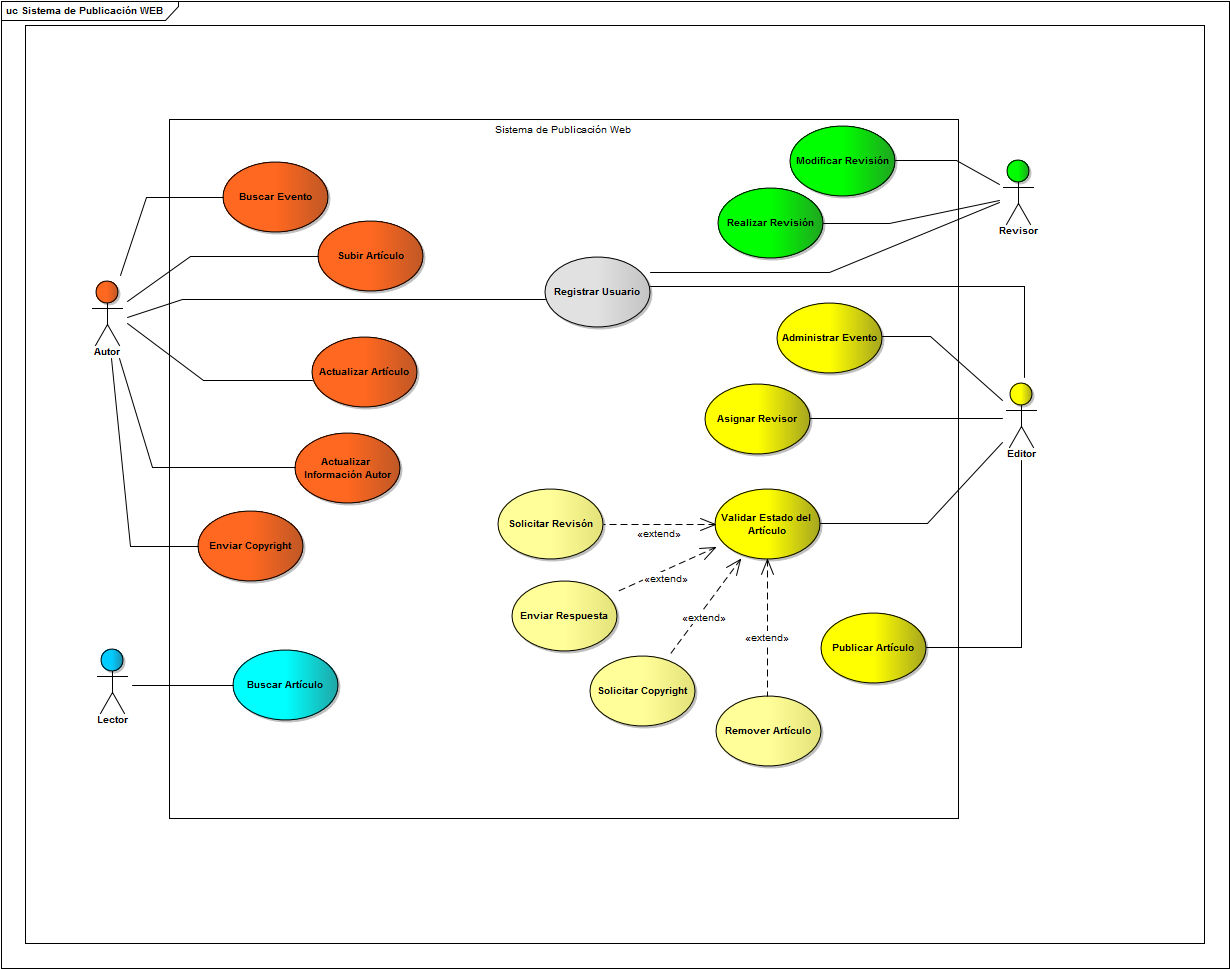 uc Sistema de Publicación WEB
Sistema de Publicación Web
Modificar Revisión
Buscar Evento
Realizar Revisión
Revisor
Subir Artículo
Registrar Usuario
Administrar Evento
Autor
Actualizar Artículo
Asignar Revisor
Editor
Actualizar
Información Autor
Solicitar Revisón
«extend»
Validar Estado del
Artículo
Enviar Copyright
«extend»
Enviar Respuesta
«extend»
«extend»
Publicar Artículo
Buscar Artículo
Solicitar Copyright
Lector
Remover Artículo